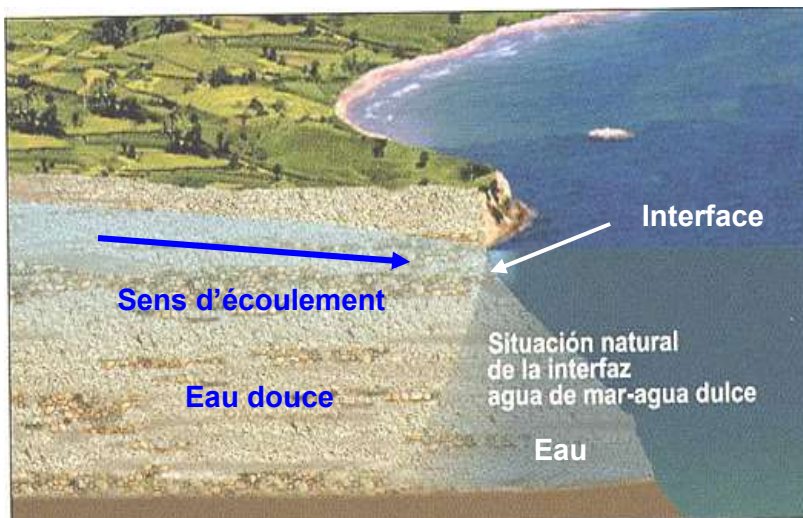 Interface
Sens d'écoulement
Situación natural
de la interfaz
agua de mar-agua dulce
Eau douce
Eau